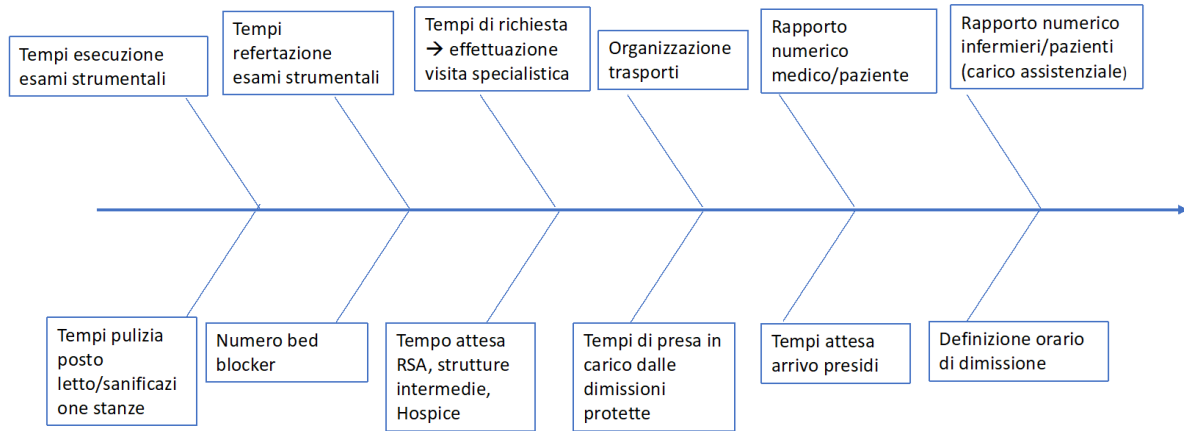 Tempi esecuzione
esami strumentali
Tempi
refertazione
esami strumentali
Tempi di richiesta
→ effettuazione
visita specialistica
Organizzazione
trasporti
Rapporto
numerico
medico/paziente
Rapporto numerico
infermieri/pazienti
(carico assistenziale)
Tempi pulizia
posto
letto/sanificazi
one stanze
Numero bed
blocker
Tempo attesa
RSA, strutture
intermedie,
Hospice
Tempi di presa in
carico dalle
dimissioni
protette
Tempi attesa
arrivo presidi
Definizione orario
di dimissione